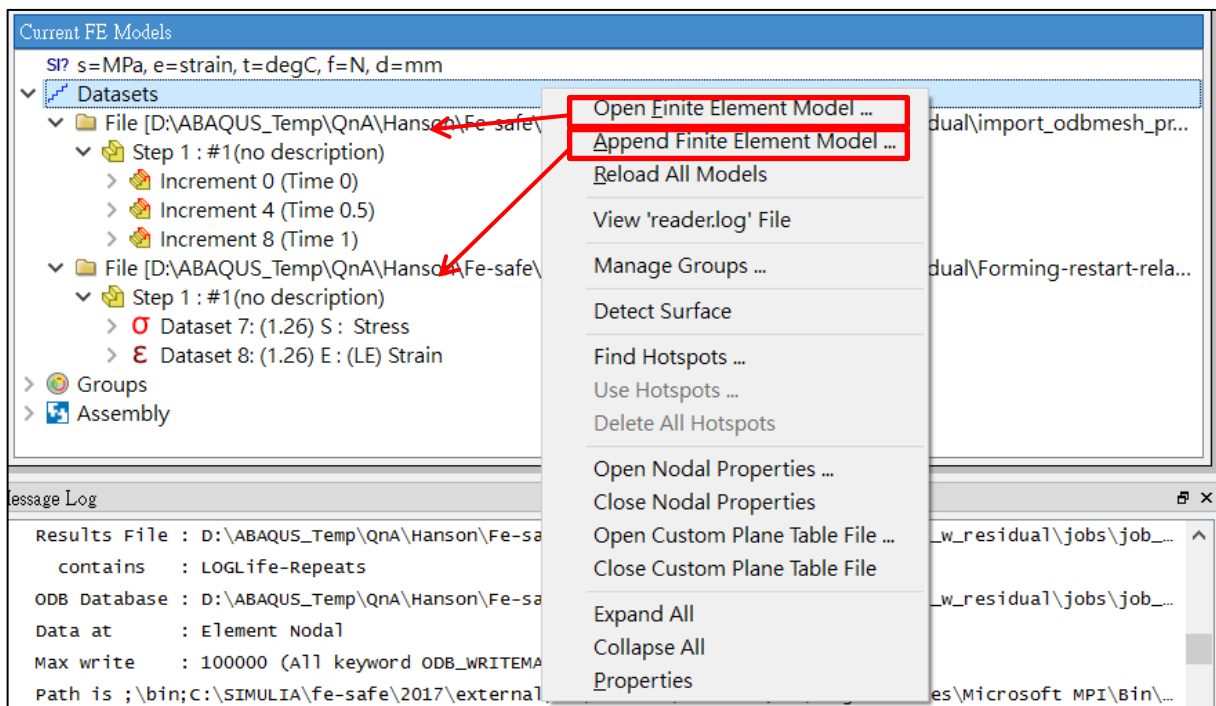 Current FE Models
SI? s=MPa, e=strain, t=degC, f=N, d=mm
Datasets
File [D:\ABAQUS_Temp\QnA\Hanson\Fe-safe\ dual\import_odbmesh_pr...
Step 1 : #1(no description)
Increment 0 (Time 0)
Increment 4 (Time 0.5)
Increment 8 (Time 1)
File [D:\ABAQUS_Temp\QnA\Hanson\Fe-safe\ dual\Forming-restart-rela...
Step 1 : #1(no description)
σ Dataset 7: (1.26) S : Stress
ε Dataset 8: (1.26) E : (LE) Strain
Groups
Assembly
Open Finite Element Model ...
Append Finite Element Model ...
Reload All Models
View 'reader.log' File
Manage Groups ...
Detect Surface
Find Hotspots ...
Use Hotspots ...
Delete All Hotspots
Open Nodal Properties ...
Close Nodal Properties
Open Custom Plane Table File ...
Close Custom Plane Table File
Expand All
Collapse All
Properties
Message Log
Results File : D:\ABAQUS_Temp\QnA\Hanson\Fe-sa _w_residual\jobs\job_...
contains : LOGLife-Repeats
ODB Database : D:\ABAQUS_Temp\QnA\Hanson\Fe-sa _w_residual\jobs\job_...
Data at : Element Nodal
Max write : 100000 (All keyword ODB_WRITEMA
Path is ;\bin;C:\SIMULIA\fe-safe\2017\external\ es\Microsoft MPI\Bin\...